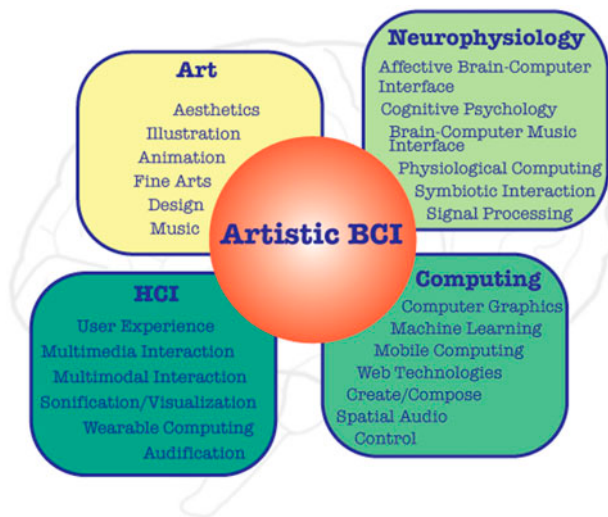 Art
Aesthetics
Illustration
Animation
Fine Arts
Design
Music
Neurophysiology
Affective Brain-Computer
Interface
Cognitive Psychology
Brain-Computer Music
Interface
Physiological Computing
Symbiotic Interaction
Signal Processing
Artistic BCI
HCI
User Experience
Multimedia Interaction
Multimodal Interaction
Sonification/Visualization
Wearable Computing
Audification
Computing
Computer Graphics
Machine Learning
Mobile Computing
Web Technologies
Create/Compose
Spatial Audio
Control